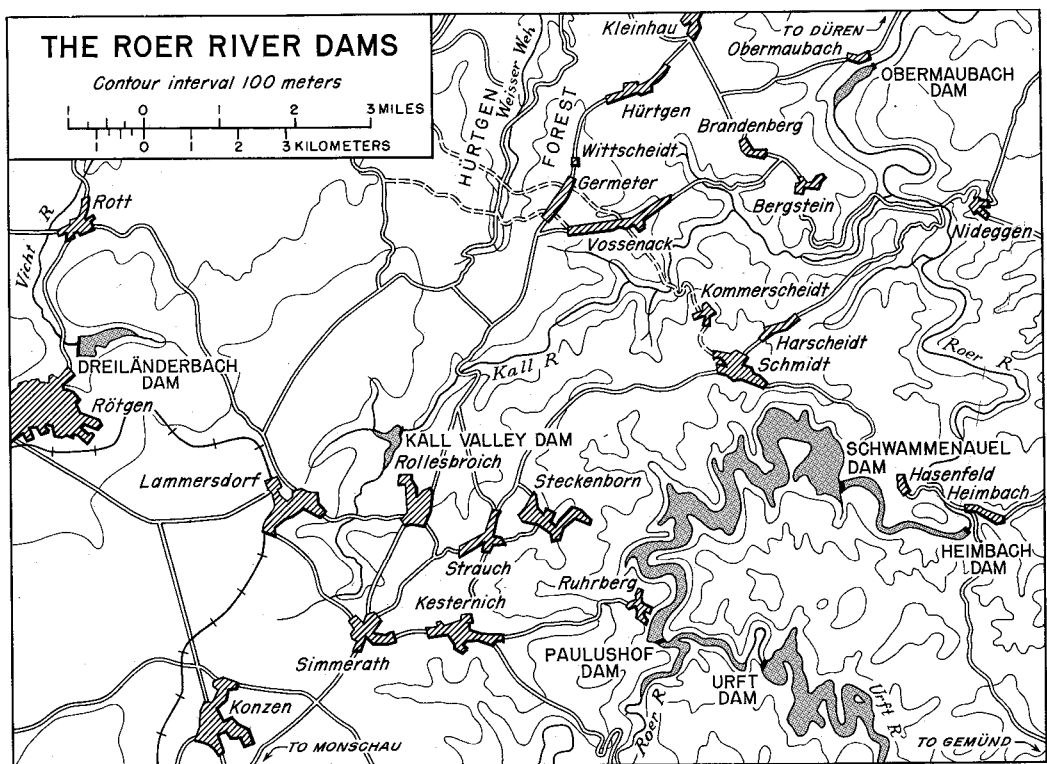 THE ROER RIVER DAMS
Contour interval 100 meters
1 0 1 2 3 MILES
1 0 1 2 3 KILOMETERS
Kleinhau
TO DÜREN
Obermaubach
OBERMAUBACH
DAM
Weisser Weh
HÜRTGEN
FOREST
Hürtgen
Brandenberg
Wittscheidt
Germeter
Bergstein
Nideggen
Vossenack
Rott
Vicht R
Kommerscheidt
Harscheidt
Schmidt
Roer R
Kall R
DREILÄNDERBACH
DAM
Rötgen
KALL VALLEY DAM
Rollesbroich
Lammersdorf
Steckenborn
SCHWAMMENAUEL
DAM
Hasenfeld
Heimbach
HEIMBACH
DAM
Strauch
Ruhrberg
Kesternich
Simmerath
PAULUSHOF
DAM
URFT
DAM
Roer R
Urft R
Konzen
TO MONSCHAU
TO GEMÜND